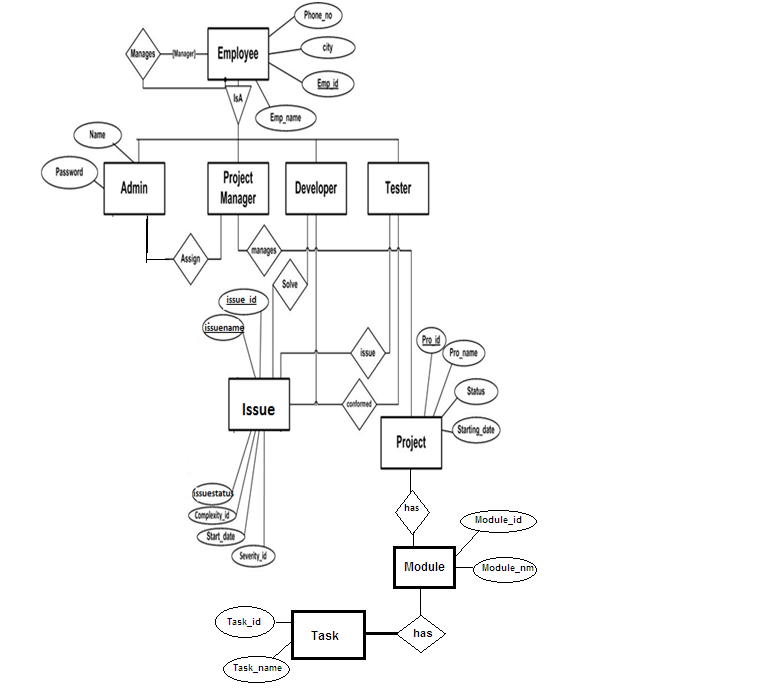 Phone_no
Manages
[Manager]
Employee
city
Emp_id
IsA
Emp_name
Name
Password
Admin
Project
Manager
Developer
Tester
Assign
manages
Solve
issue_id
issuename
issue
Pro_id
Pro_name
Status
Issue
conformed
Starting_date
Project
issuestatus
Complexity_id
Start_date
Severity_id
has
Module_id
Module
Module_nm
Task_id
Task
has
Task_name